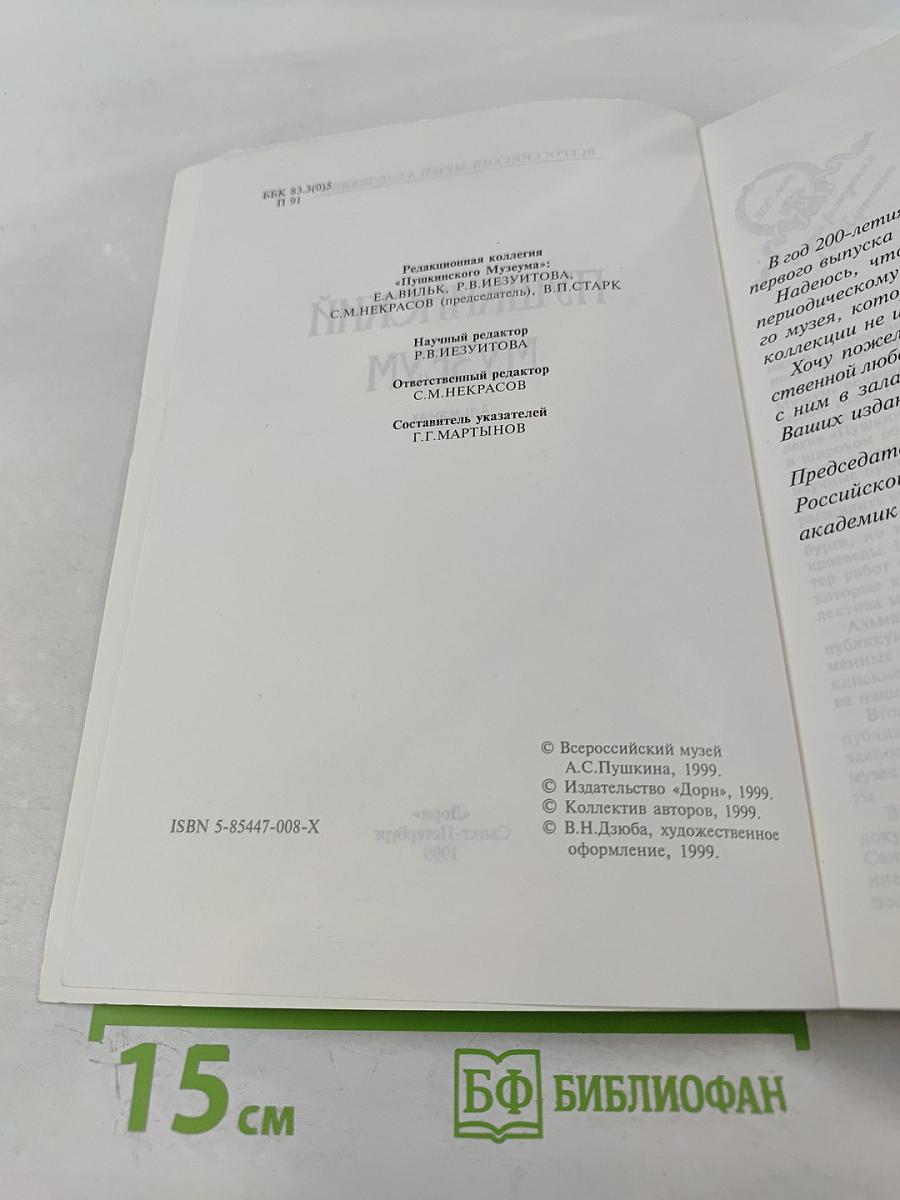 ББК 83.3(0)5
П 91
Редакционная коллегия
«Пушкинского Музеума»:
Е.А.ВИЛЬК, Р.В.ИЕЗУИТОВА,
С.М.НЕКРАСОВ (председатель), В.П.СТАРК
Научный редактор
Р.В.ИЕЗУИТОВА
Ответственный редактор
С.М.НЕКРАСОВ
Составитель указателей
Г.Г.МАРТЫНОВ
ISBN 5-85447-008-X
© Всероссийский музей
А.С.Пушкина, 1999.
© Издательство «Дорн», 1999.
© Коллектив авторов, 1999.
© В.Н.Дзюба, художественное
оформление, 1999.
В год 200-летия
первого выпуска
Надеюсь, что
периодическому
го музея, кото
коллекции не и
Хочу пожел
ственной любо
с ним в зала
Ваших издан
Председат
Российской
академик
15 см
БФ БИБЛИОФАН